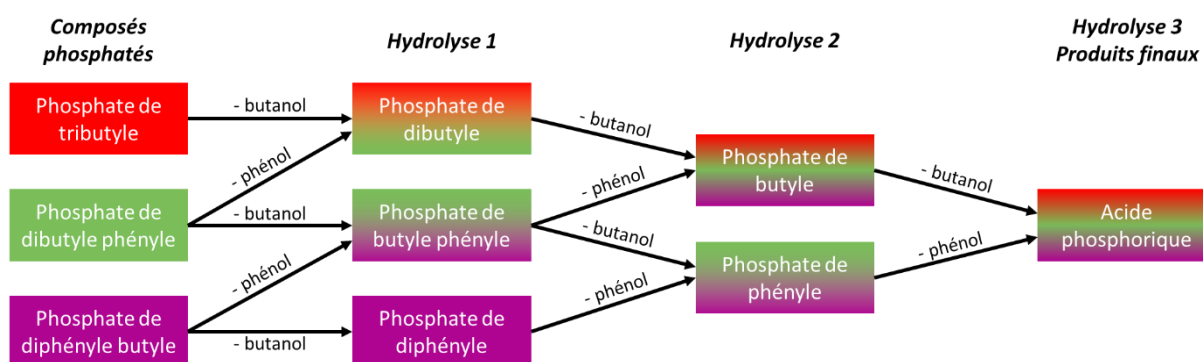 Composés
phosphatés
Hydrolyse 1
Hydrolyse 2
Hydrolyse 3
Produits finaux
Phosphate de
tributyle
- butanol
Phosphate de
dibutyle
- butanol
- phénol
Phosphate de
butyle
- butanol
Phosphate de
dibutyle phényle
- butanol
Phosphate de
butyle phényle
- phénol
- butanol
Acide
phosphorique
- phénol
Phosphate de
phényle
- phénol
Phosphate de
diphényle butyle
- butanol
Phosphate de
diphényle
- phénol